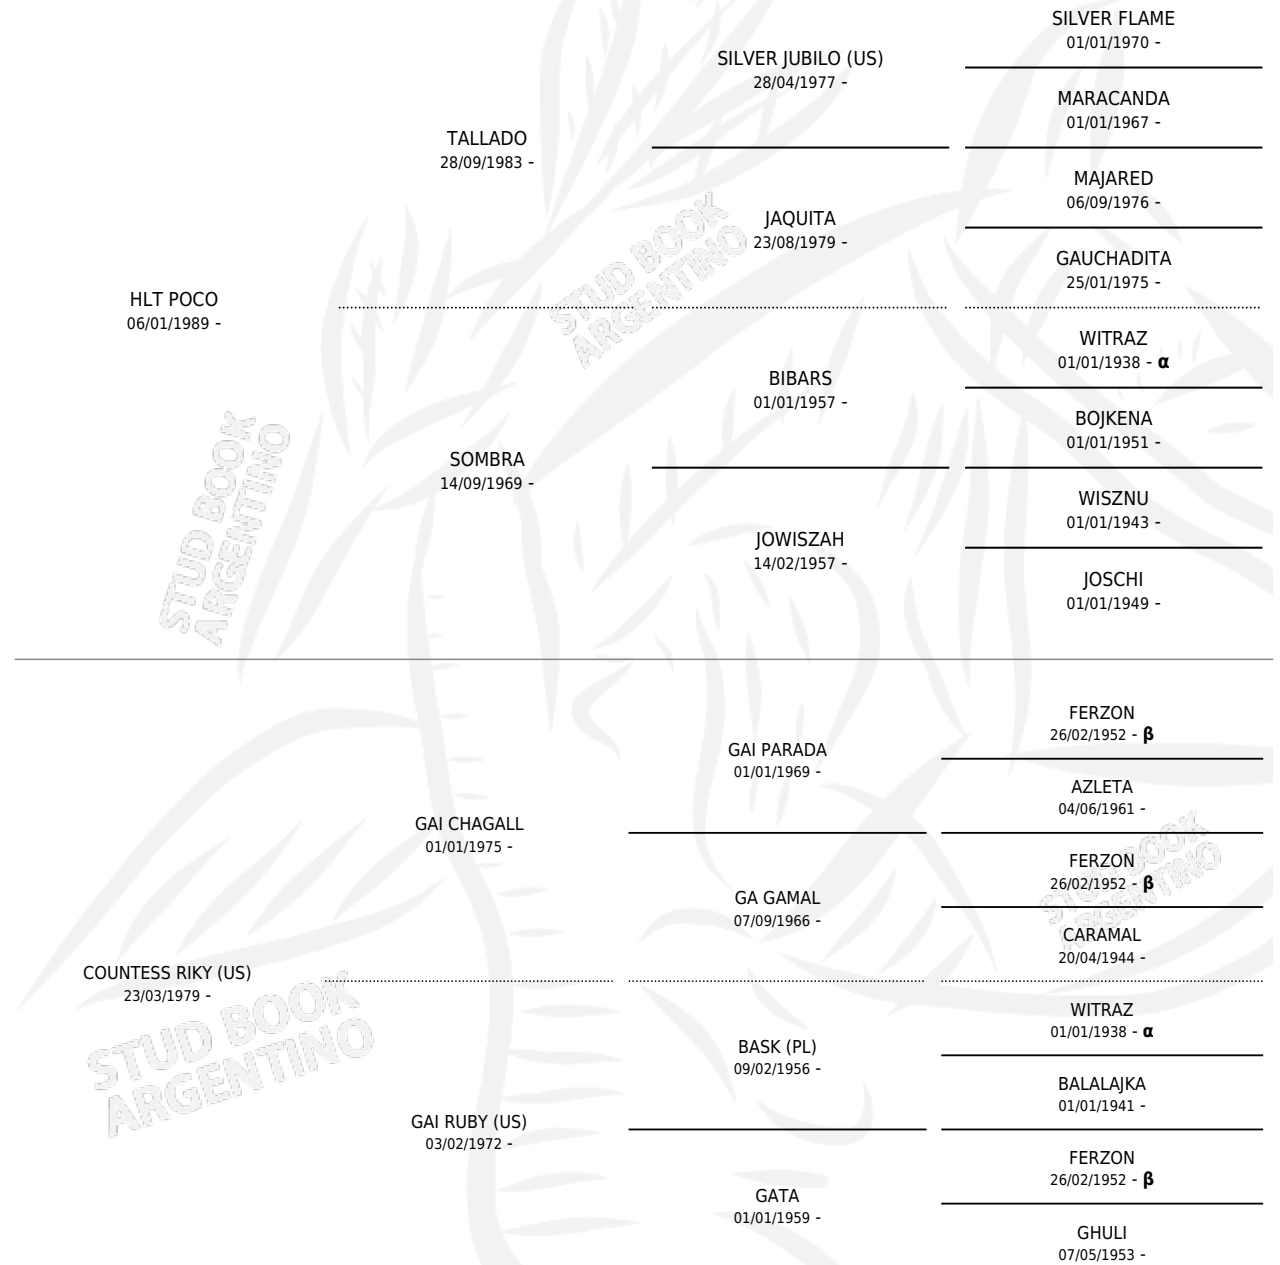 SILVER FLAME
01/01/1970 -
SILVER JUBILO (US)
28/04/1977 -
MARACANDA
01/01/1967 -
TALLADO
28/09/1983 -
MAJARED
06/09/1976 -
JAQUITA
23/08/1979 -
GAUCHADITA
25/01/1975 -
HLT POCO
06/01/1989 -
WITRAZ
01/01/1938 - α
BIBARS
01/01/1957 -
BOJKENA
01/01/1951 -
SOMBRA
14/09/1969 -
WISZNU
01/01/1943 -
JOWISZAH
14/02/1957 -
JOSCHI
01/01/1949 -
FERZON
26/02/1952 - β
GAI PARADA
01/01/1969 -
AZLETA
04/06/1961 -
GAI CHAGALL
01/01/1975 -
FERZON
26/02/1952 - β
GA GAMAL
07/09/1966 -
CARAMAL
20/04/1944 -
COUNTESS RIKY (US)
23/03/1979 -
WITRAZ
01/01/1938 - α
BASK (PL)
09/02/1956 -
BALALAJKA
01/01/1941 -
GAI RUBY (US)
03/02/1972 -
FERZON
26/02/1952 - β
GATA
01/01/1959 -
GHULI
07/05/1953 -
STUD BOOK
ARGENTINO
STUD BOOK
ARGENTINO
STUD BOOK
ARGENTINO
STUD BOOK
ARGENTINO